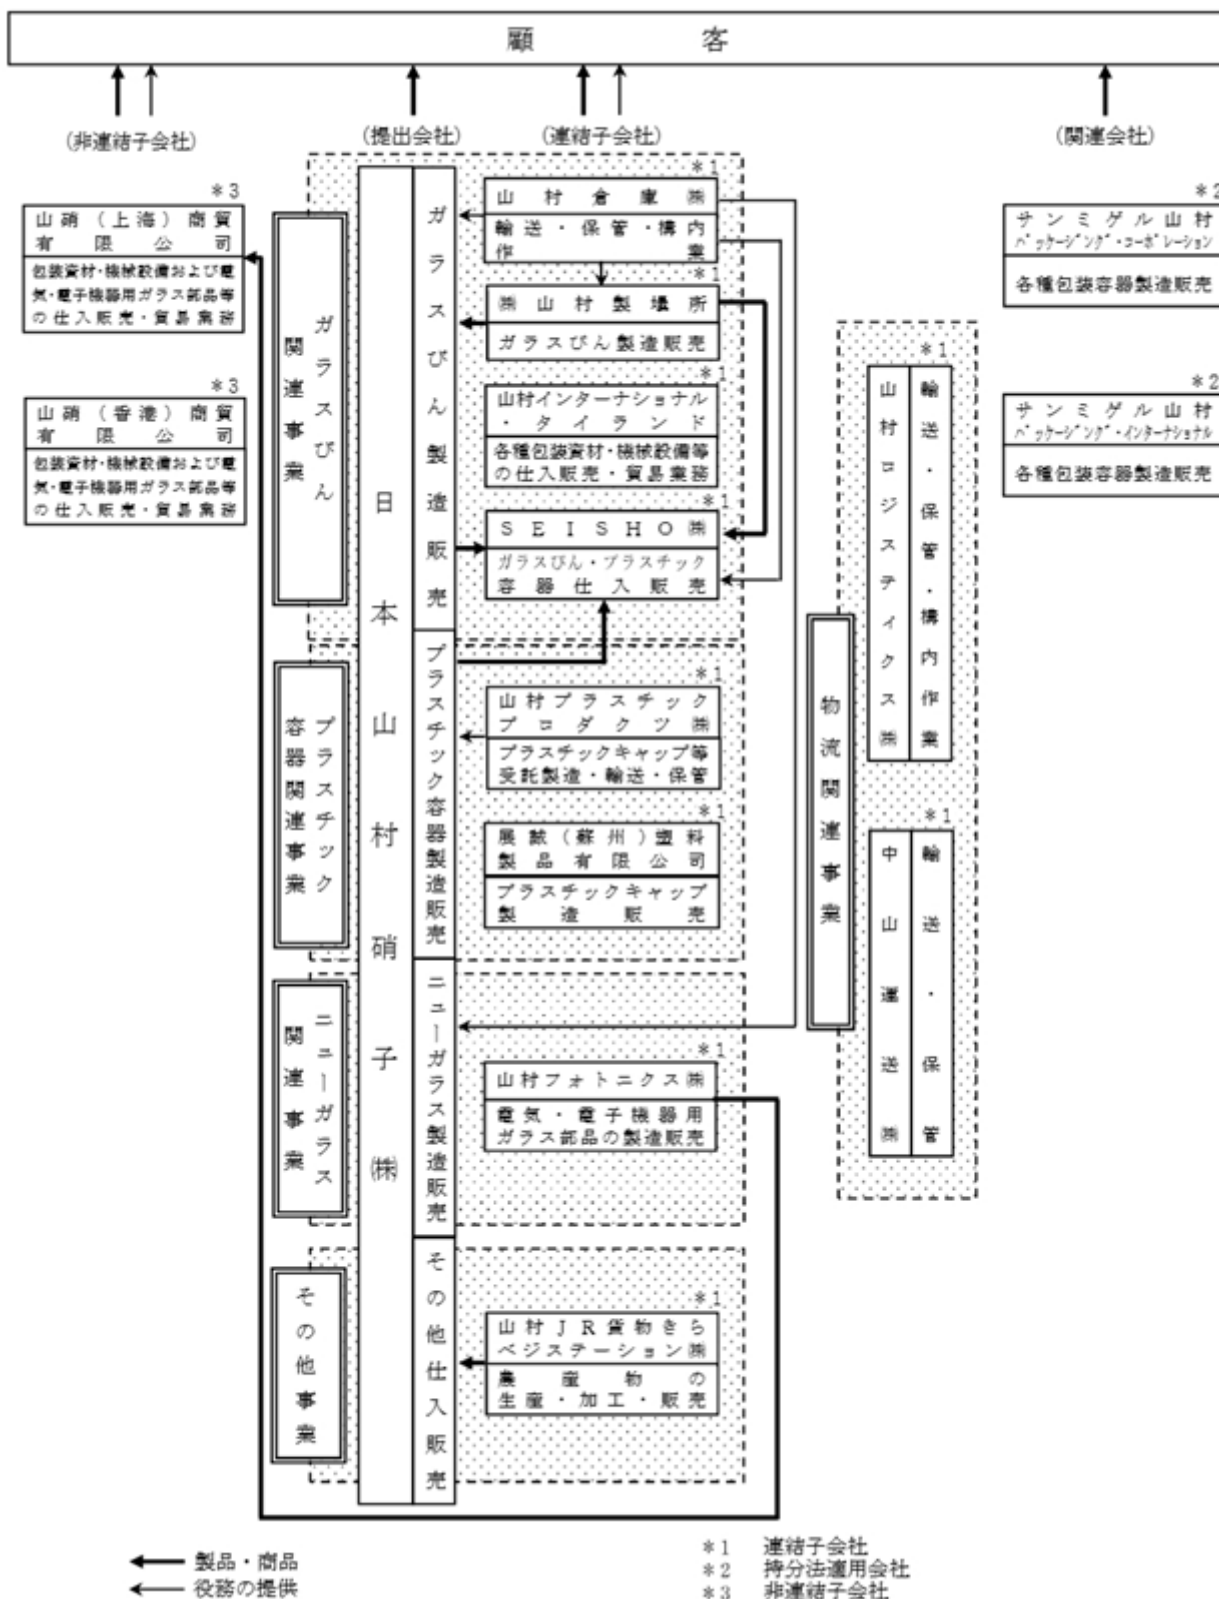 顧客
(非連結子会社)
(提出会社)
(連結子会社)
(関連会社)
*3
山硝（上海）商貿
有限公司
包装資材・機械設備および電
気・電子機器用ガラス部品等
の仕入販売・貿易業務
*3
山硝（香港）商貿
有限公司
包装資材・機械設備および電
気・電子機器用ガラス部品等
の仕入販売・貿易業務
ガラスびん
関連事業
プラスチック
容器関連事業
ニューガラス
関連事業
その他事業
日本山村硝子㈱
ガラスびん製造販売
プラスチック容器製造販売
ニューガラス製造販売
その他仕入販売
*1
山村倉庫㈱
輸送・保管・構内
作業
*1
㈱山村製壜所
ガラスびん製造販売
*1
山村インターナショナル
・タイランド
各種包装資材・機械設備等
の仕入販売・貿易業務
*1
SEISHO㈱
ガラスびん・プラスチック
容器仕入販売
*1
山村プラスチック
プロダクツ㈱
プラスチックキャップ等
受託製造・輸送・保管
*1
展誠（蘇州）塑料
製品有限公司
プラスチックキャップ
製造販売
*1
山村フォトニクス㈱
電気・電子機器用
ガラス部品の製造販売
*1
山村JR貨物きら
ベジステーション㈱
農産物の
生産・加工・販売
物流関連事業
*1
輸送・保管・構内作業
山村ロジスティクス㈱
*1
輸送・保管
中山運送㈱
*2
サンミゲル山村
パッケージング・コーポレーション
各種包装容器製造販売
*2
サンミゲル山村
パッケージング・インターナショナル
各種包装容器製造販売
製品・商品
役務の提供
*1 連結子会社
*2 持分法適用会社
*3 非連結子会社